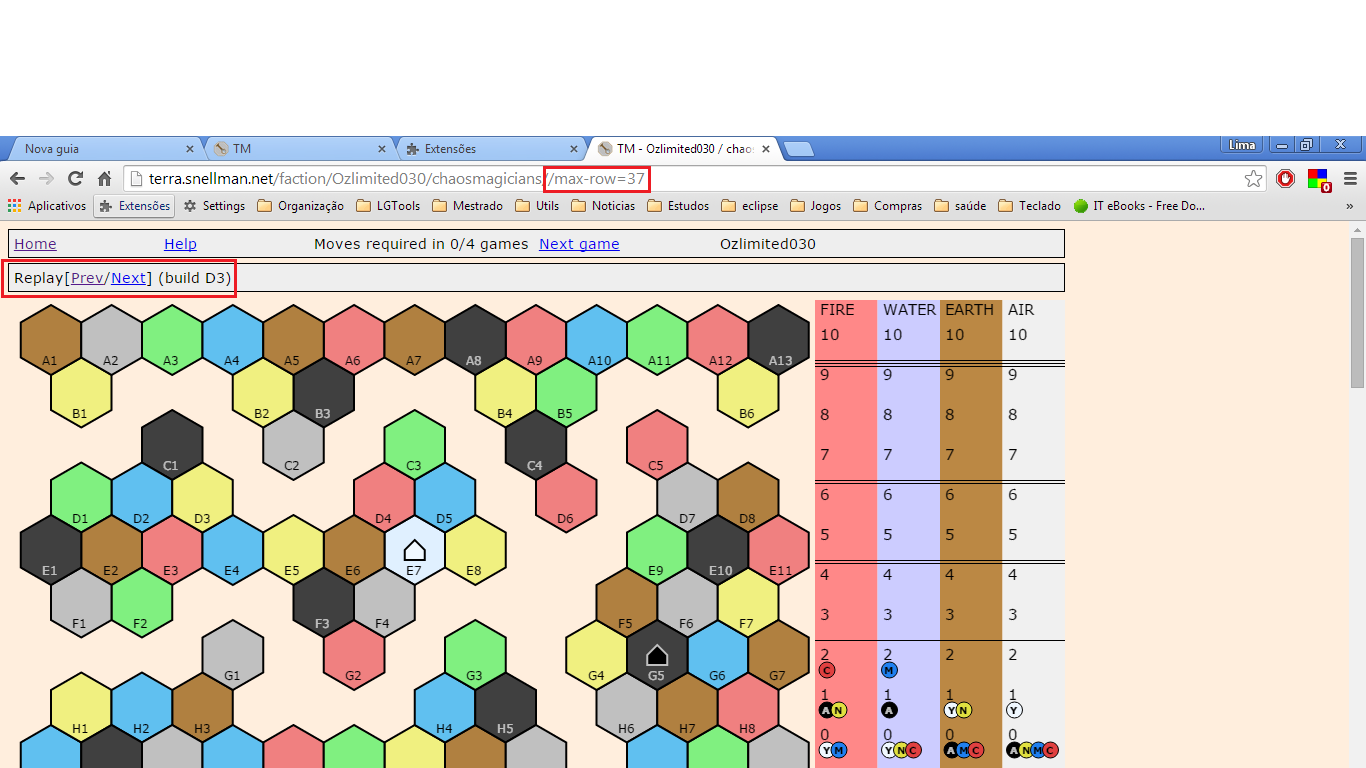 Nova guia TM Extensões TM - Ozlimited030 / chaos Lima
terra.snellman.net/faction/Ozlimited030/chaosmagicians//max-row=37
0
Aplicativos Extensões Settings Organização LGTools Mestrado Utils Noticias Estudos eclipse Jogos Compras saúde Teclado IT eBooks - Free Do... »
Home Help Moves required in 0/4 games Next game Ozlimited030
Replay[Prev/Next] (build D3)
FIRE WATER EARTH AIR
10 10 10 10
A1 A2 A3 A4 A5 A6 A7 A8 A9 A10 A11 A12 A13
9 9 9 9
B1 B2 B3 B4 B5 B6
8 8 8 8
7 7 7 7
C1 C2 C3 C4 C5
6 6 6 6
D1 D2 D3 D4 D5 D6 D7 D8
5 5 5 5
E1 E2 E3 E4 E5 E6 E7 E8 E9 E10 E11
4 4 4 4
3 3 3 3
F1 F2 F3 F4 F5 F6 F7
2 2 2 2
C M
G1 G2 G3 G4 G5 G6 G7
1 1 1 1
A N A Y N Y
H1 H2 H3 H4 H5 H6 H7 H8
0 0 0 0
Y M Y N C A M C A N M C